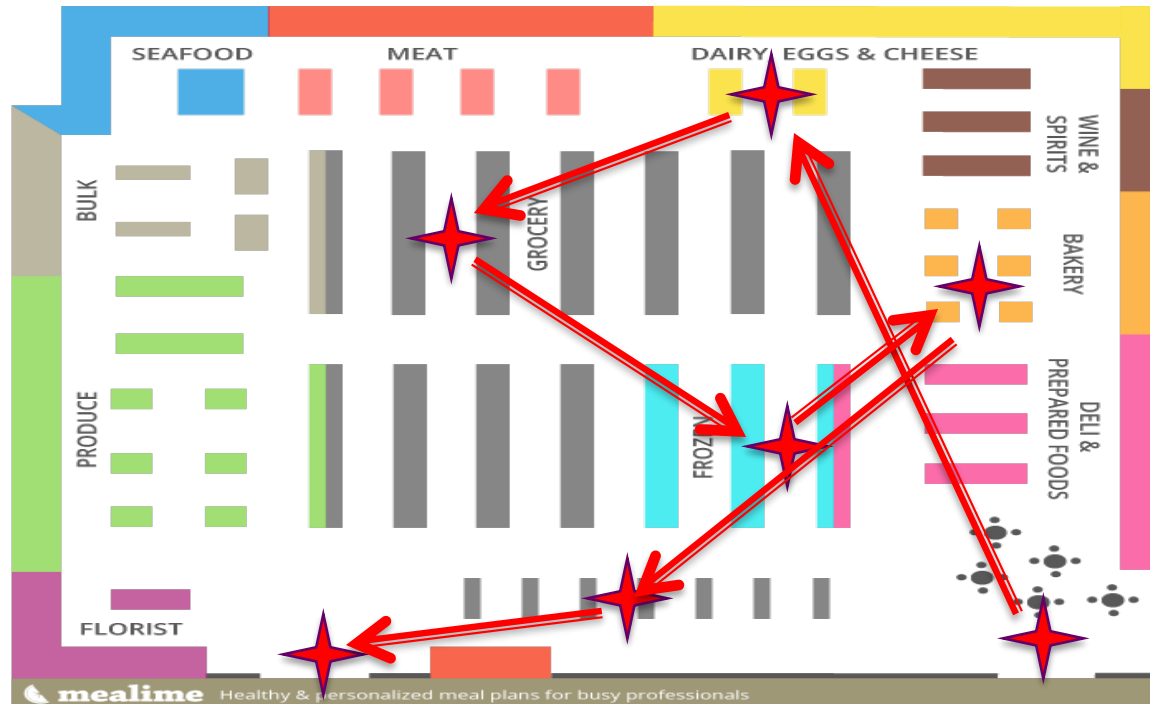 SEAFOOD
MEAT
DAIRY, EGGS & CHEESE
WINE &
SPIRITS
BULK
GROCERY
BAKERY
PRODUCE
FROZEN
DELI &
PREPARED FOODS
FLORIST
mealime Healthy & personalized meal plans for busy professionals